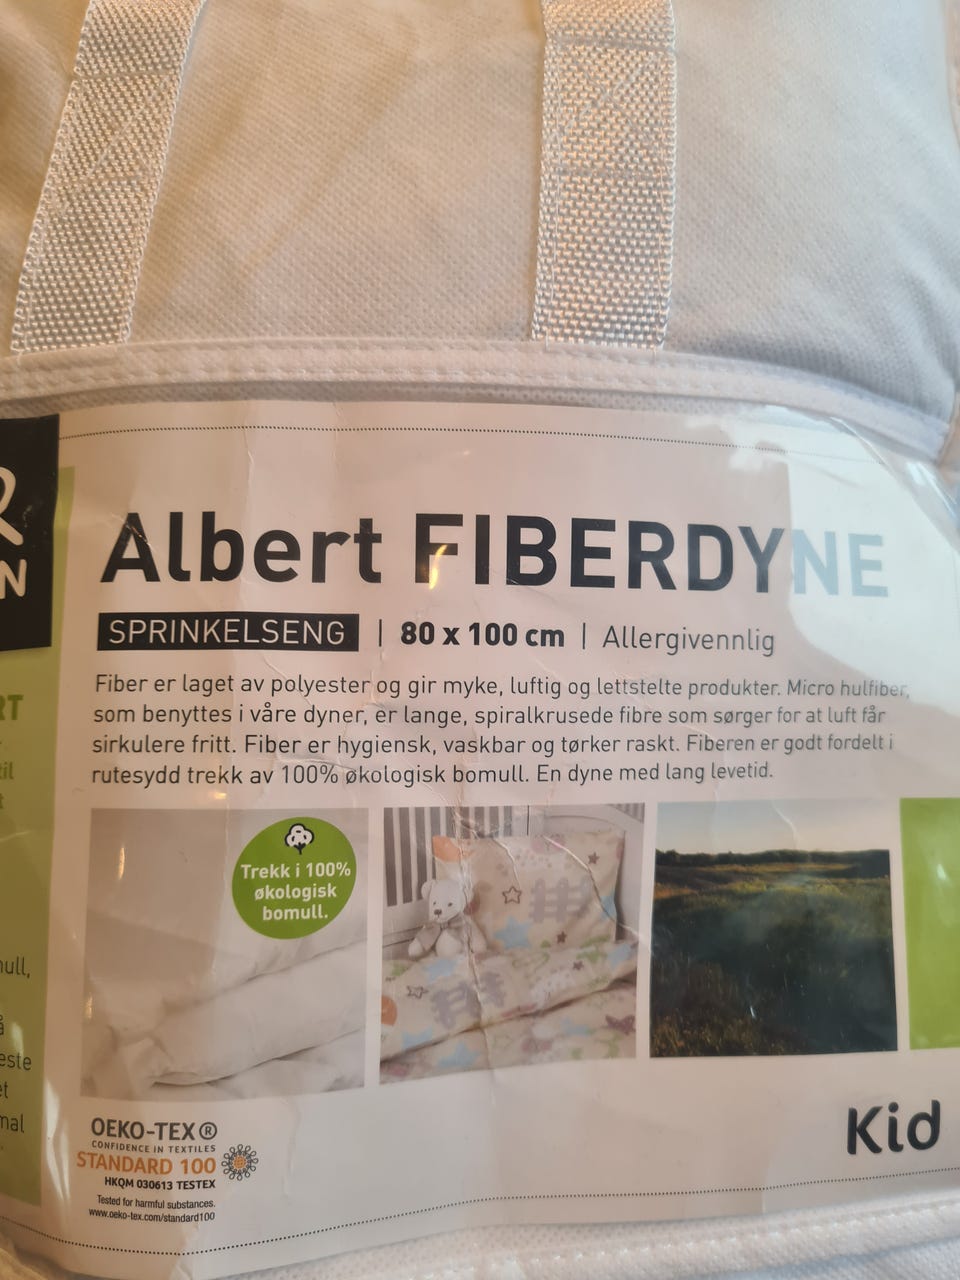 Albert FIBERDYNE
SPRINKELSENG | 80 x 100 cm | Allergivennlig
Fiber er laget av polyester og gir myke, luftig og lettstelte produkter. Micro hulfiber,
som benyttes i våre dyner, er lange, spiralkrusede fibre som sørger for at luft får
sirkulere fritt. Fiber er hygiensk, vaskbar og tørker raskt. Fiberen er godt fordelt i
rutesydd trekk av 100% økologisk bomull. En dyne med lang levetid.
Trekk i 100%
økologisk
bomull.
OEKO-TEX®
CONFIDENCE IN TEXTILES
STANDARD 100
HKQM 030613 TESTEX
Tested for harmful substances.
www.oeko-tex.com/standard100
Kid